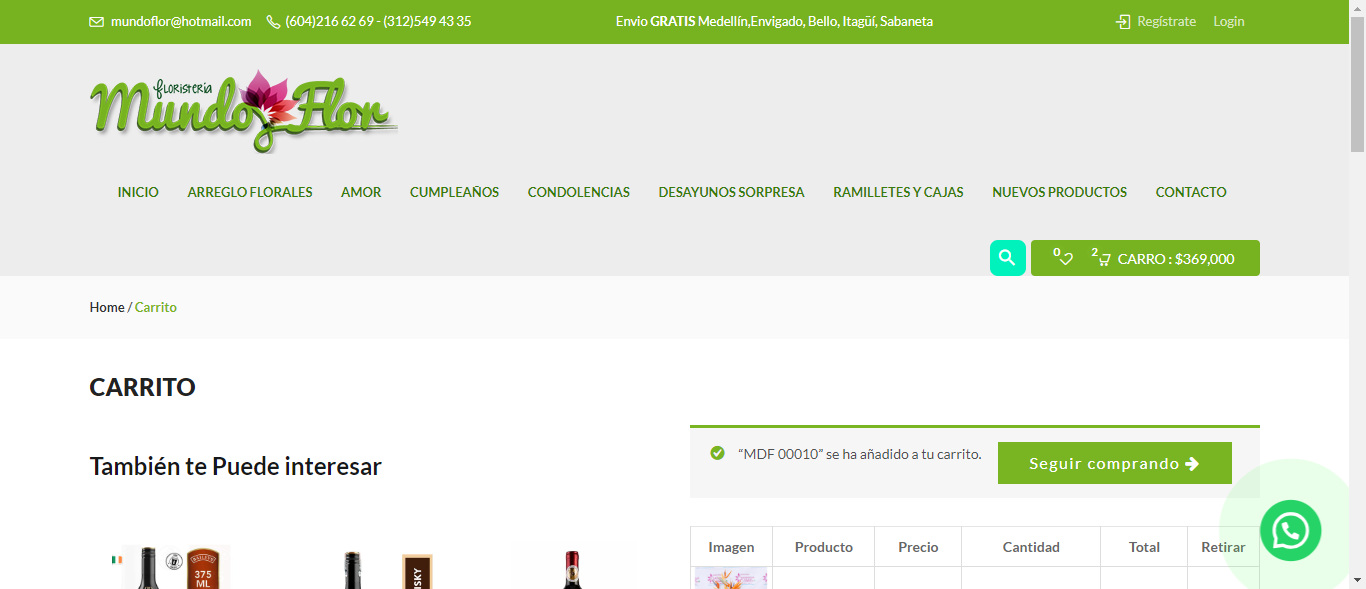 mundoflor@hotmail.com (604)216 62 69 - (312)549 43 35 Envio GRATIS Medellín,Envigado, Bello, Itagüí, Sabaneta Regístrate Login
floristería
Mundo Flor
INICIO ARREGLO FLORALES AMOR CUMPLEAÑOS CONDOLENCIAS DESAYUNOS SORPRESA RAMILLETES Y CAJAS NUEVOS PRODUCTOS CONTACTO
0 2 CARRO : $369,000
Home / Carrito
CARRITO
También te Puede interesar
“MDF 00010” se ha añadido a tu carrito. Seguir comprando
Imagen Producto Precio Cantidad Total Retirar
BAILEYS
375
ML